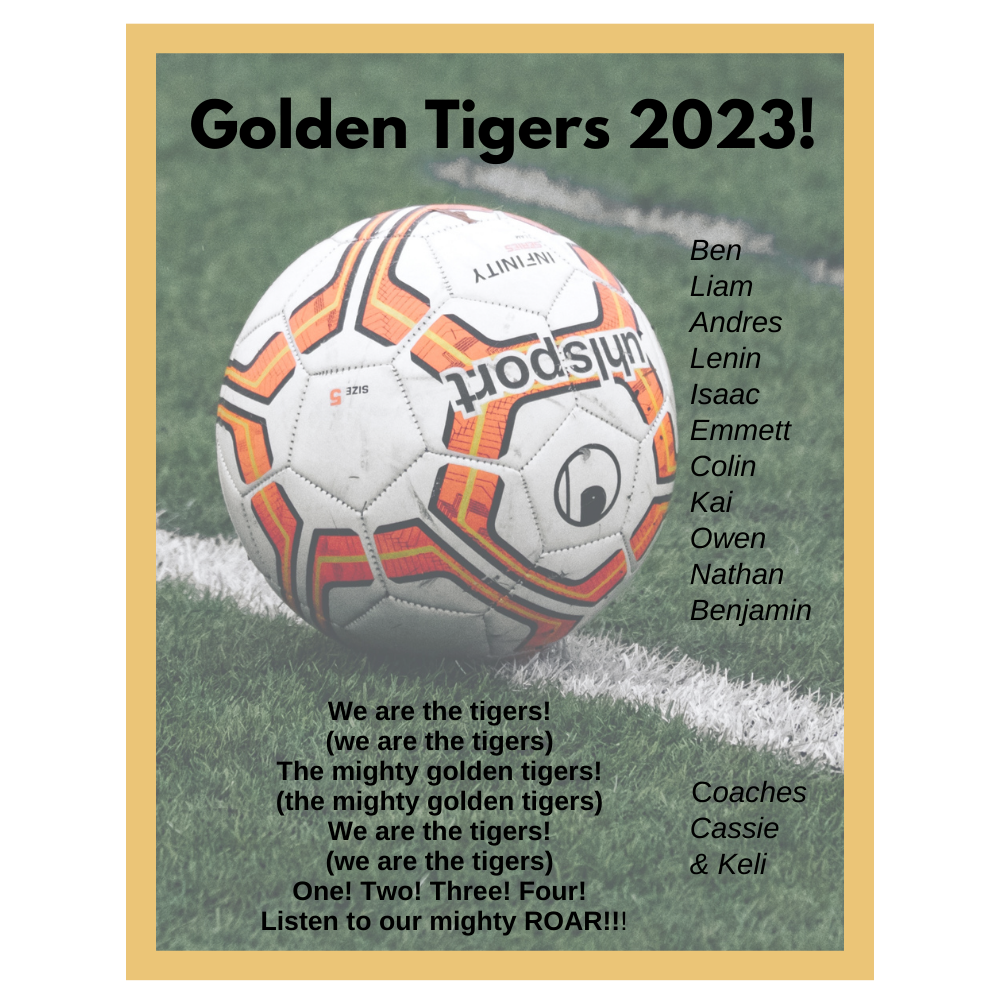 Golden Tigers 2023!
INFINITY
SERIES
uhlsport
SIZE 5
Ben
Liam
Andres
Lenin
Isaac
Emmett
Colin
Kai
Owen
Nathan
Benjamin
We are the tigers!
(we are the tigers)
The mighty golden tigers!
(the mighty golden tigers)
We are the tigers!
(we are the tigers)
One! Two! Three! Four!
Listen to our mighty ROAR!!!
Coaches
Cassie
& Keli